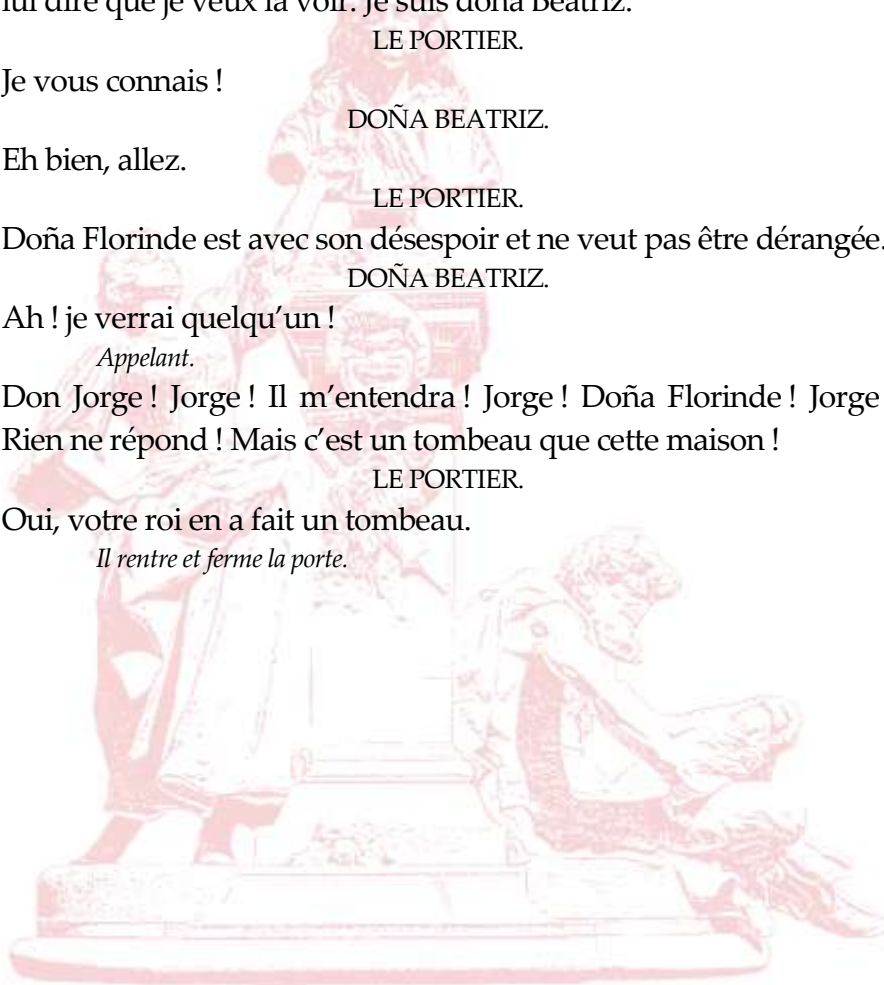 lui dire que je veux la voir. Je suis doña Beatriz.
LE PORTIER.
Je vous connais !
DOÑA BEATRIZ.
Eh bien, allez.
LE PORTIER.
Doña Florinde est avec son désespoir et ne veut pas être dérangée.
DOÑA BEATRIZ.
Ah ! je verrai quelqu’un !
Appelant.
Don Jorge ! Jorge ! Il m’entendra ! Jorge ! Doña Florinde ! Jorge
Rien ne répond ! Mais c’est un tombeau que cette maison !
LE PORTIER.
Oui, votre roi en a fait un tombeau.
Il rentre et ferme la porte.